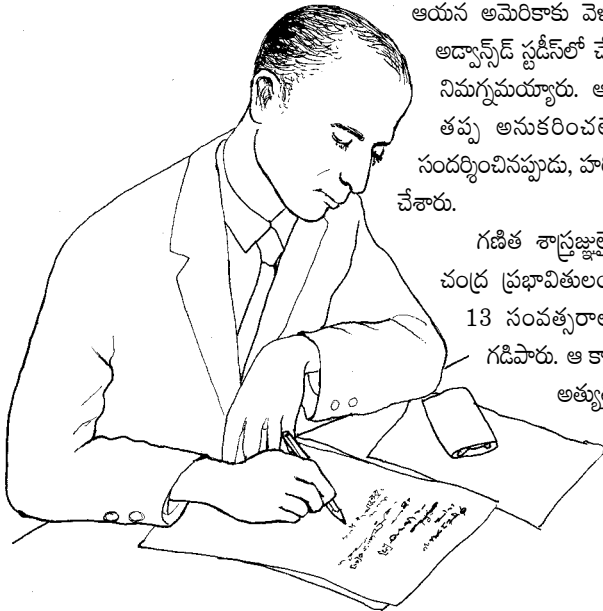 ఆయన అమెరికాకు వెళ
అడ్వాన్స్‌డ్ స్టడీస్‌లో చే
నిమగ్నమయ్యారు. ఆ
తప్ప అనుకరించలే
సందర్శించినప్పుడు, హరి
చేశారు.
గణిత శాస్త్రజ్ఞులై
చంద్ర ప్రభావితులం
13 సంవత్సరాల
గడిపారు. ఆ కా
అత్యు